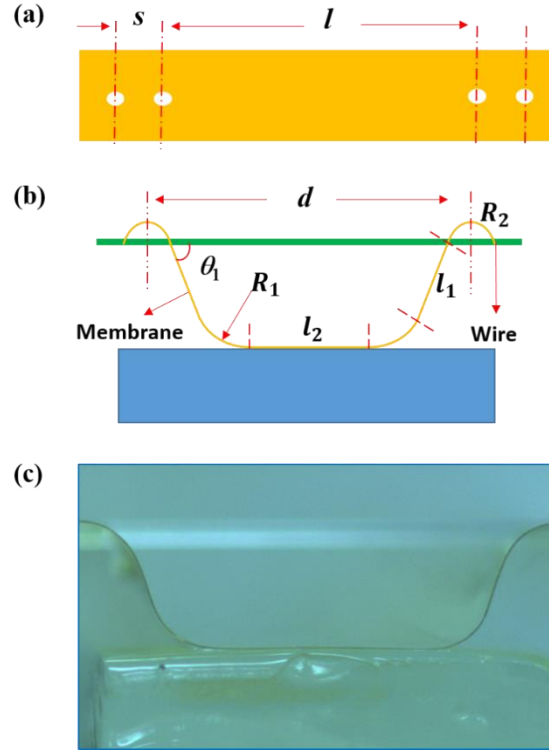 (a)
s l
(b)
d
R₂
θ₁
R₁ l₁
Membrane l₂ Wire
(c)